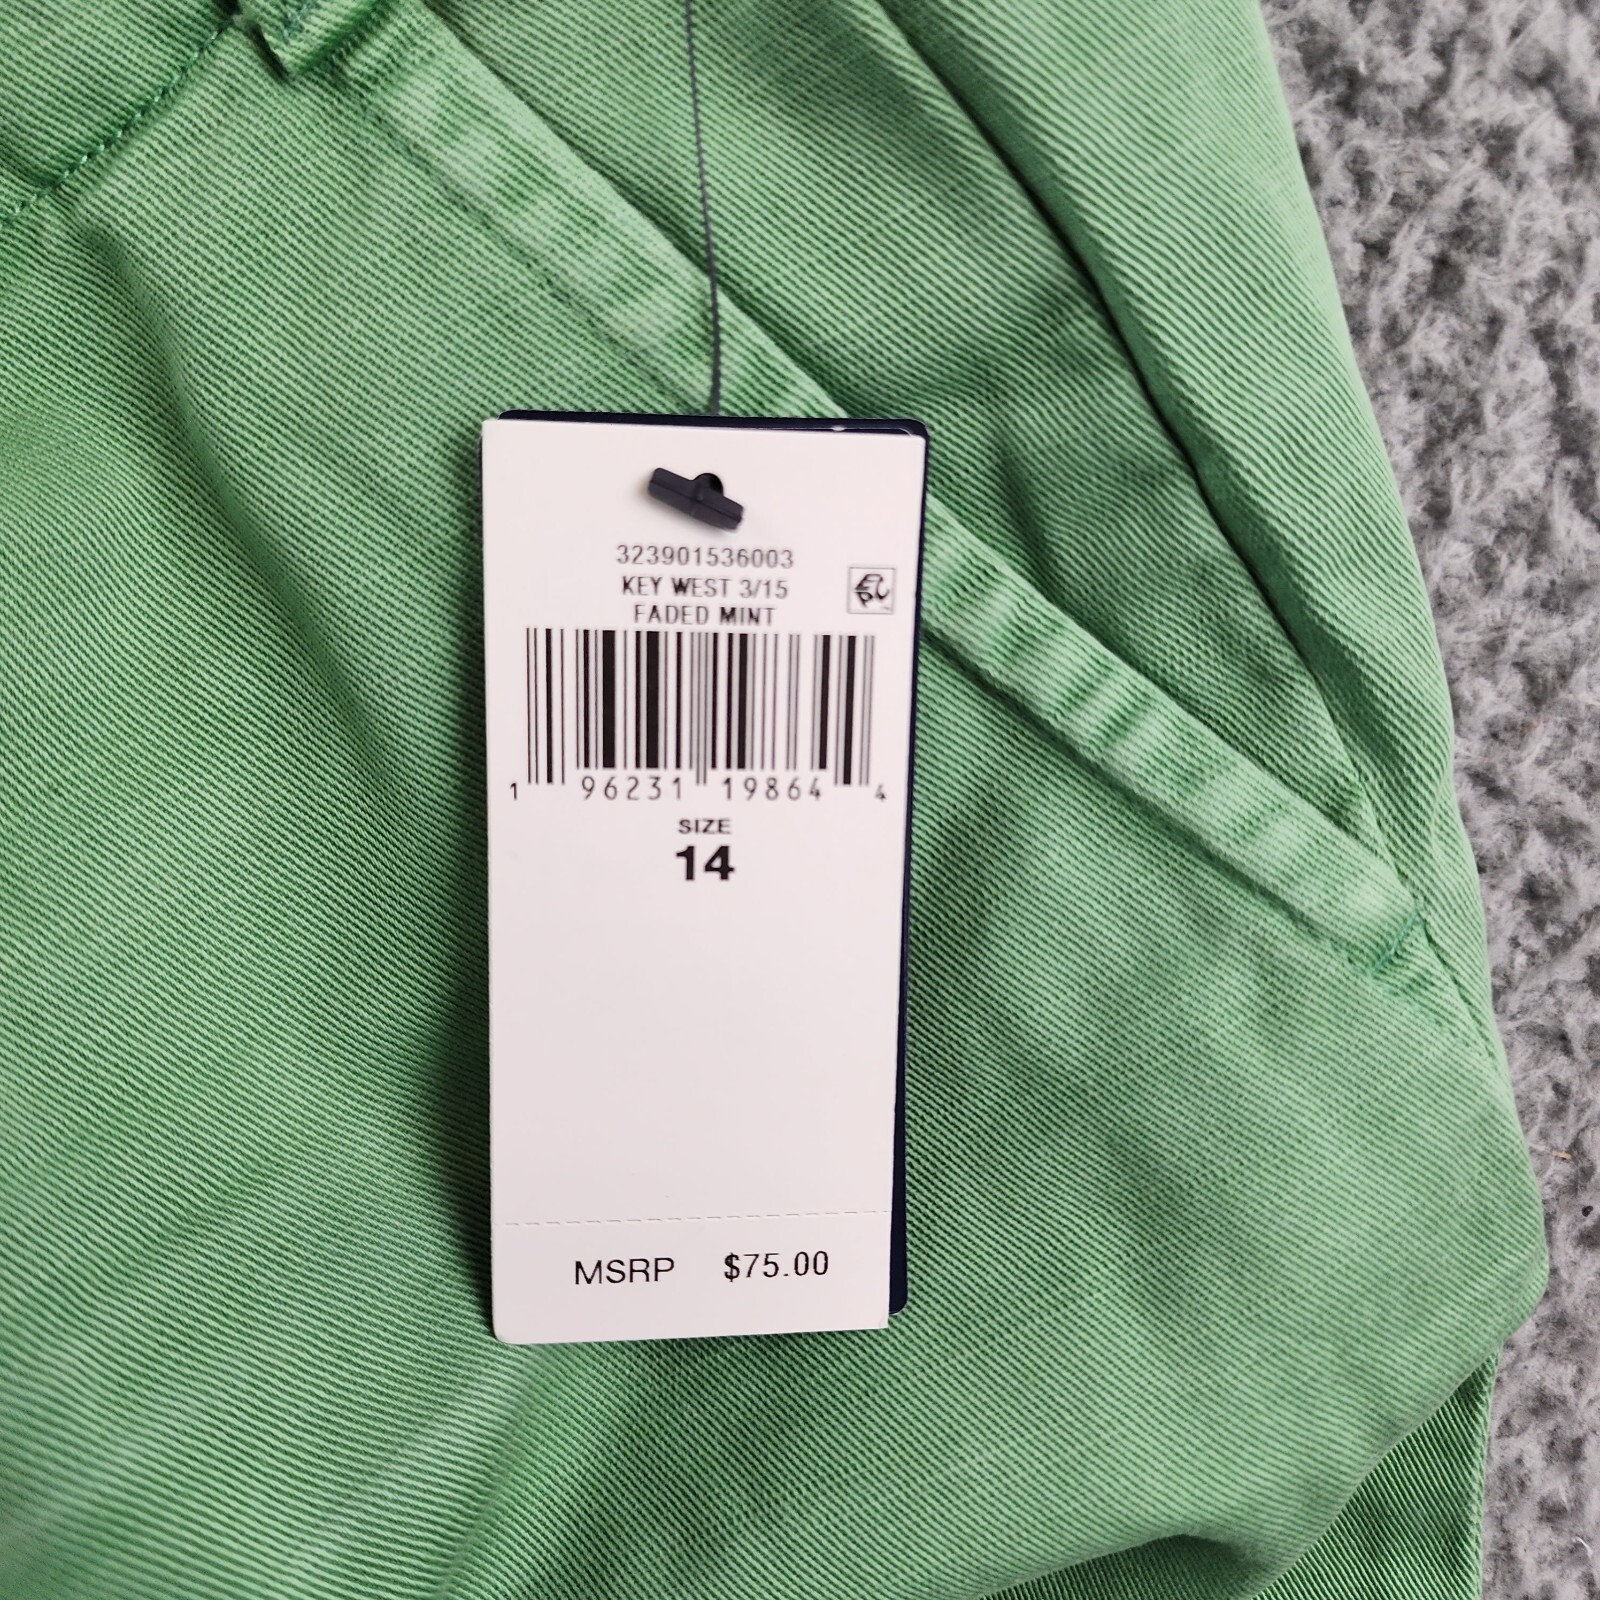 323901536003
KEY WEST 3/15
FADED MINT
1 96231 19864 4
SIZE
14
MSRP $75.00